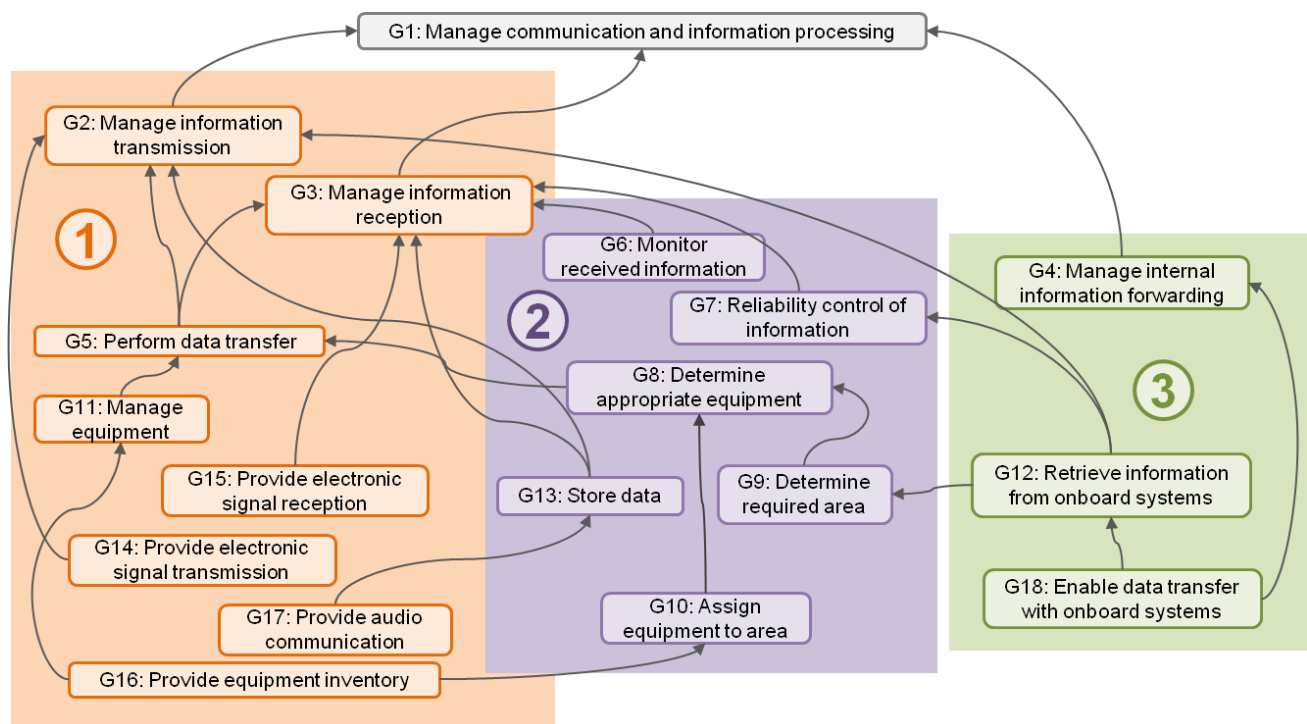 G1: Manage communication and information processing
G2: Manage information
transmission
G3: Manage information
reception
1
G6: Monitor
received information
G4: Manage internal
information forwarding
G7: Reliability control of
information
2
G5: Perform data transfer
G8: Determine
appropriate equipment
3
G11: Manage
equipment
G15: Provide electronic
signal reception
G13: Store data
G9: Determine
required area
G12: Retrieve information
from onboard systems
G14: Provide electronic
signal transmission
G18: Enable data transfer
with onboard systems
G17: Provide audio
communication
G10: Assign
equipment to area
G16: Provide equipment inventory